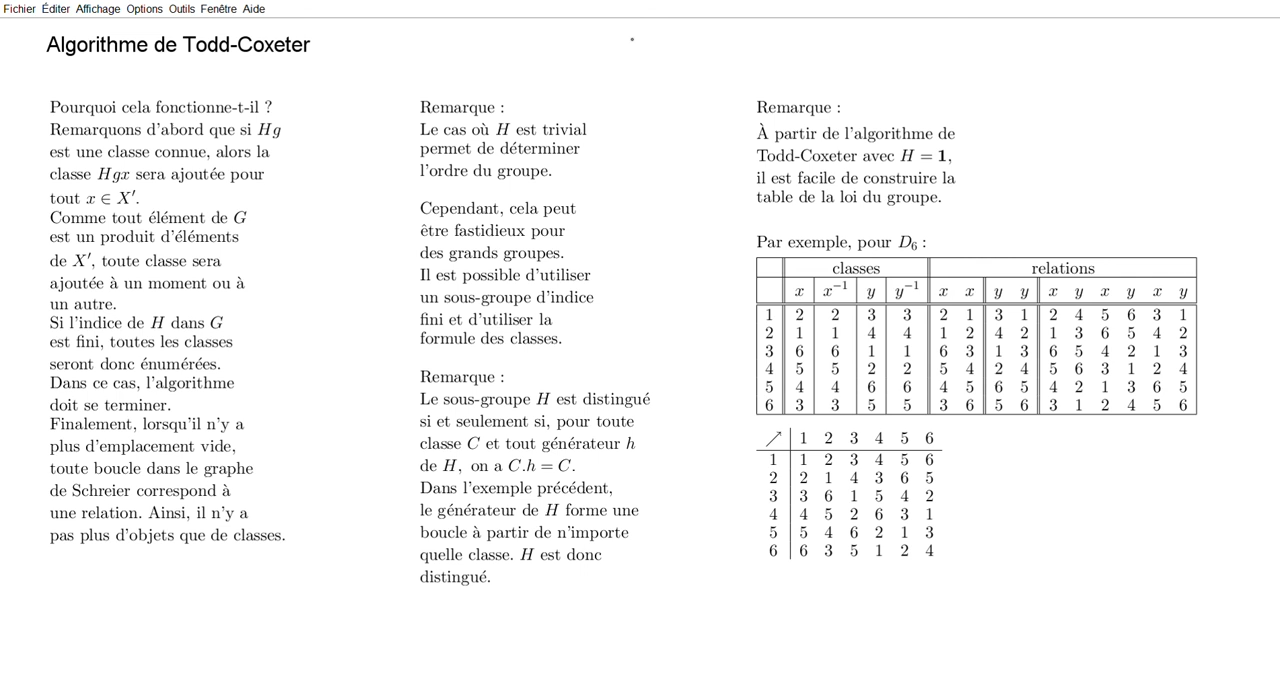 Fichier Éditer Affichage Options Outils Fenêtre Aide
Algorithme de Todd-Coxeter
Pourquoi cela fonctionne-t-il ?
Remarquons d'abord que si Hg
est une classe connue, alors la
classe Hgx sera ajoutée pour
tout x ∈ X′.
Comme tout élément de G
est un produit d'éléments
de X′, toute classe sera
ajoutée à un moment ou à
un autre.
Si l'indice de H dans G
est fini, toutes les classes
seront donc énumérées.
Dans ce cas, l'algorithme
doit se terminer.
Finalement, lorsqu'il n'y a
plus d'emplacement vide,
toute boucle dans le graphe
de Schreier correspond à
une relation. Ainsi, il n'y a
pas plus d'objets que de classes.
Remarque :
Le cas où H est trivial
permet de déterminer
l'ordre du groupe.
Cependant, cela peut
être fastidieux pour
des grands groupes.
Il est possible d'utiliser
un sous-groupe d'indice
fini et d'utiliser la
formule des classes.
Remarque :
Le sous-groupe H est distingué
si et seulement si, pour toute
classe C et tout générateur h
de H, on a C.h = C.
Dans l'exemple précédent,
le générateur de H forme une
boucle à partir de n'importe
quelle classe. H est donc
distingué.
Remarque :
À partir de l'algorithme de
Todd-Coxeter avec H = 1,
il est facile de construire la
table de la loi du groupe.
Par exemple, pour D₆ :
classes relations
x x⁻¹ y y⁻¹ x x y y x y x y x y
1 2 2 3 3 2 1 3 1 2 4 5 6 3 1
2 1 1 4 4 1 2 4 2 1 3 6 5 4 2
3 6 6 1 1 6 3 1 3 6 5 4 2 1 3
4 5 5 2 2 5 4 2 4 5 6 3 1 2 4
5 4 4 6 6 4 5 6 5 4 2 1 3 6 5
6 3 3 5 5 3 6 5 6 3 1 2 4 5 6
↗ 1 2 3 4 5 6
1 1 2 3 4 5 6
2 2 1 4 3 6 5
3 3 6 1 5 4 2
4 4 5 2 6 3 1
5 5 4 6 2 1 3
6 6 3 5 1 2 4